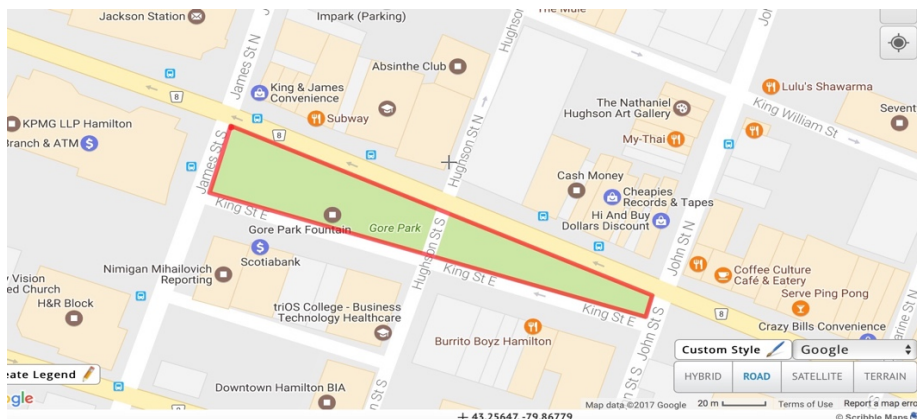 Jackson Station
Impark (Parking)
The Mule
James St N
Hughson St N
Absinthe Club
Lulu's Shawarma
King & James
Convenience
8
The Nathaniel
Hughson Art Gallery
King William St
KPMG LLP Hamilton
Subway
Branch & ATM
8
My-Thai
James St S
Hughson St N
Cash Money
Cheapies
Records & Tapes
King St E
Gore Park Fountain
Gore Park
Hi And Buy
Dollars Discount
Scotiabank
Hughson St S
John St N
Nimigan Mihailovich
Reporting
King St E
Coffee Culture
Café & Eatery
Vision
ed Church
H&R Block
triOS College - Business
Technology Healthcare
King St E
John St S
8
Serve Ping Pong
Crazy Bills Convenience
Burrito Boyz Hamilton
Custom Style
Google
eate Legend
HYBRID
ROAD
SATELLITE
TERRAIN
Downtown Hamilton BIA
Map data ©2017 Google
20 m
Terms of Use
Report a map erro
43.25647, -79.86779
© Scribble Maps